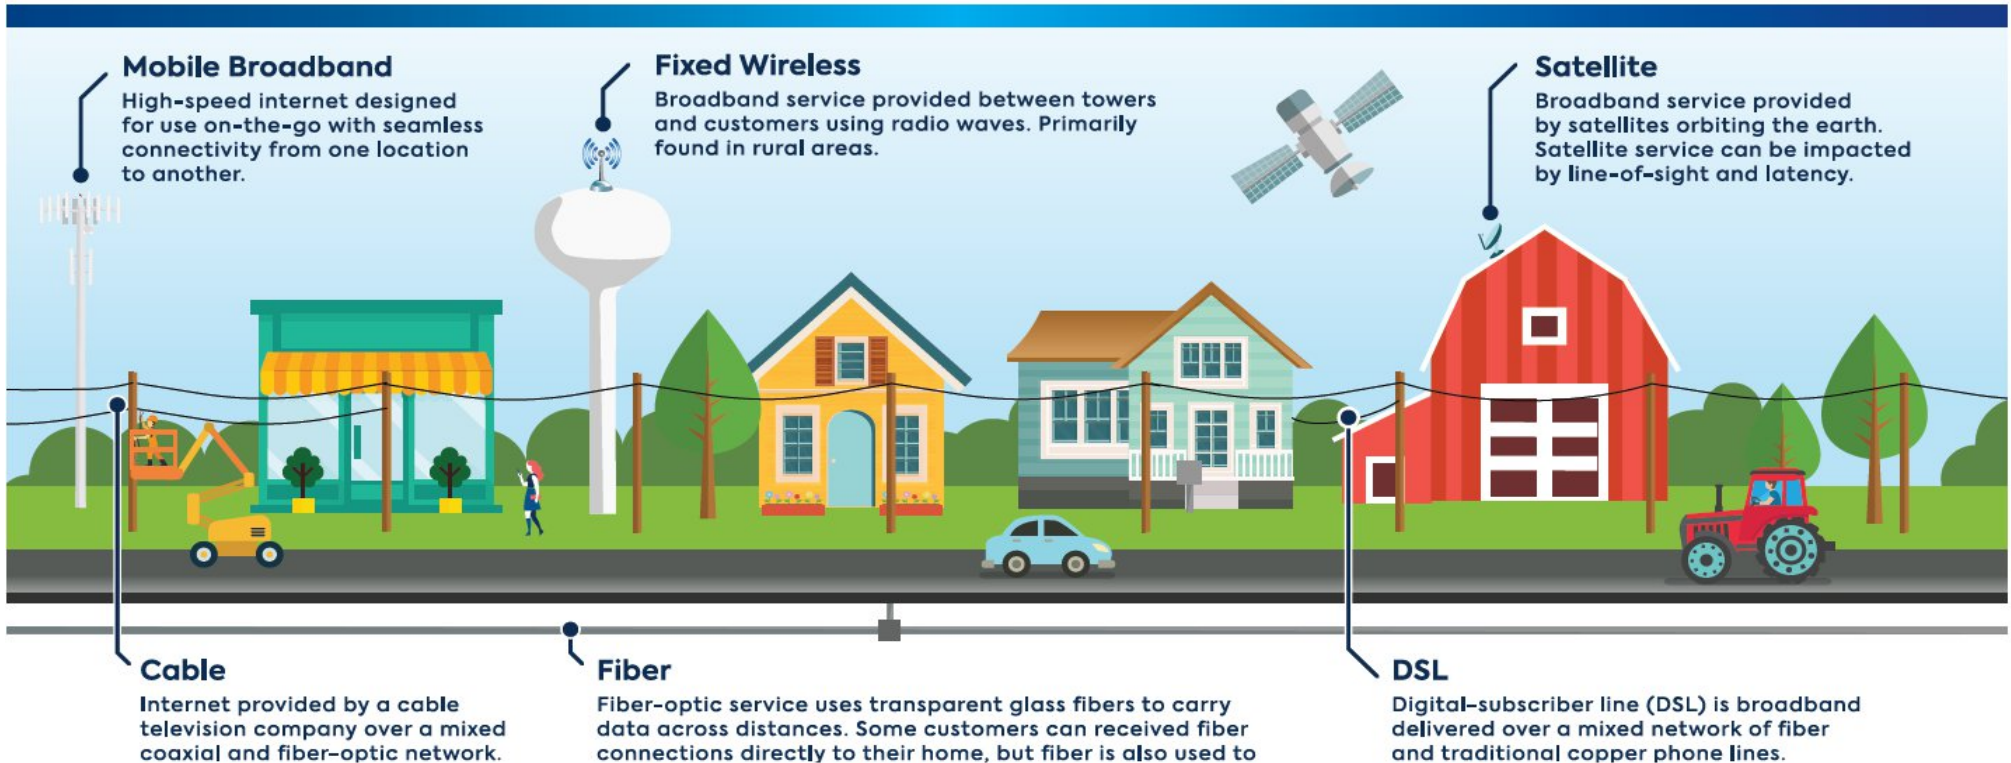 Mobile Broadband
High-speed internet designed
for use on-the-go with seamless
connectivity from one location
to another.
Fixed Wireless
Broadband service provided between towers
and customers using radio waves. Primarily
found in rural areas.
Satellite
Broadband service provided
by satellites orbiting the earth.
Satellite service can be impacted
by line-of-sight and latency.
Cable
Internet provided by a cable
television company over a mixed
coaxial and fiber-optic network.
Fiber
Fiber-optic service uses transparent glass fibers to carry
data across distances. Some customers can received fiber
connections directly to their home, but fiber is also used to
DSL
Digital-subscriber line (DSL) is broadband
delivered over a mixed network of fiber
and traditional copper phone lines.